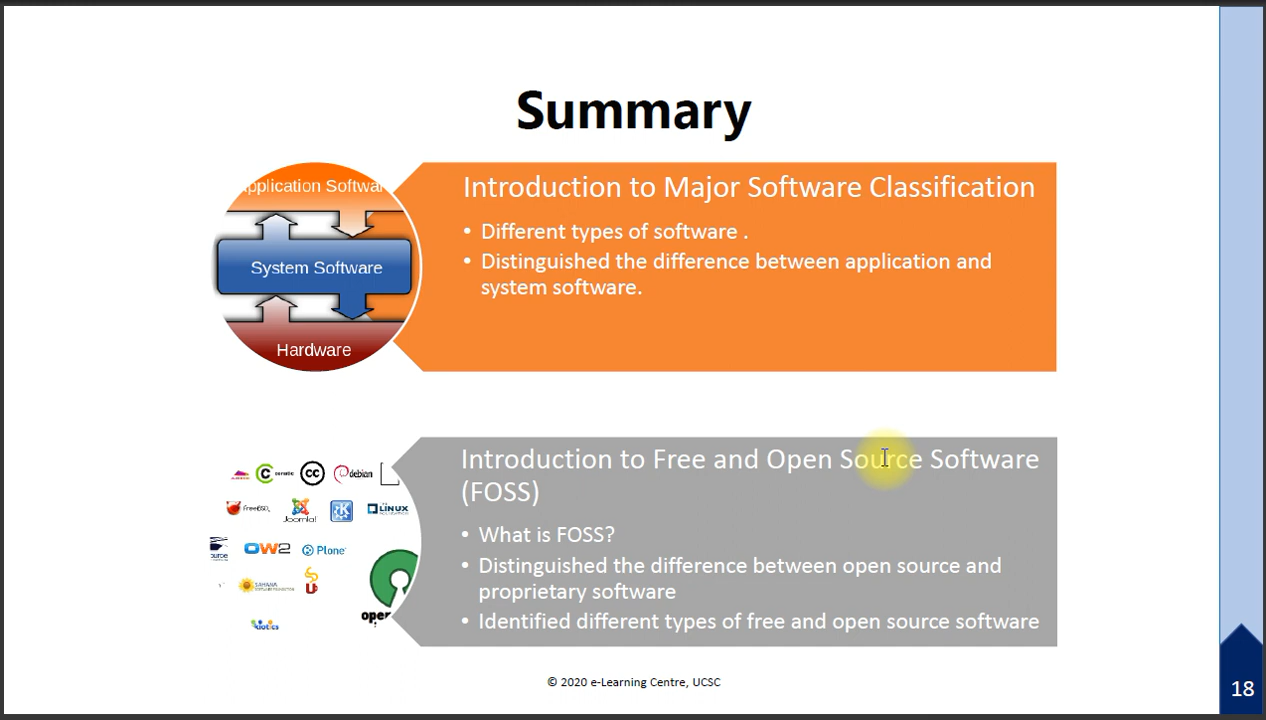 Summary
Application Software
System Software
Hardware
Introduction to Major Software Classification
• Different types of software .
• Distinguished the difference between application and
system software.
debian
FreeBSD
Joomla!
LINUX
OW2
Plone
SAHANA
open
Introduction to Free and Open Source Software
(FOSS)
• What is FOSS?
• Distinguished the difference between open source and
proprietary software
• Identified different types of free and open source software
© 2020 e-Learning Centre, UCSC
18